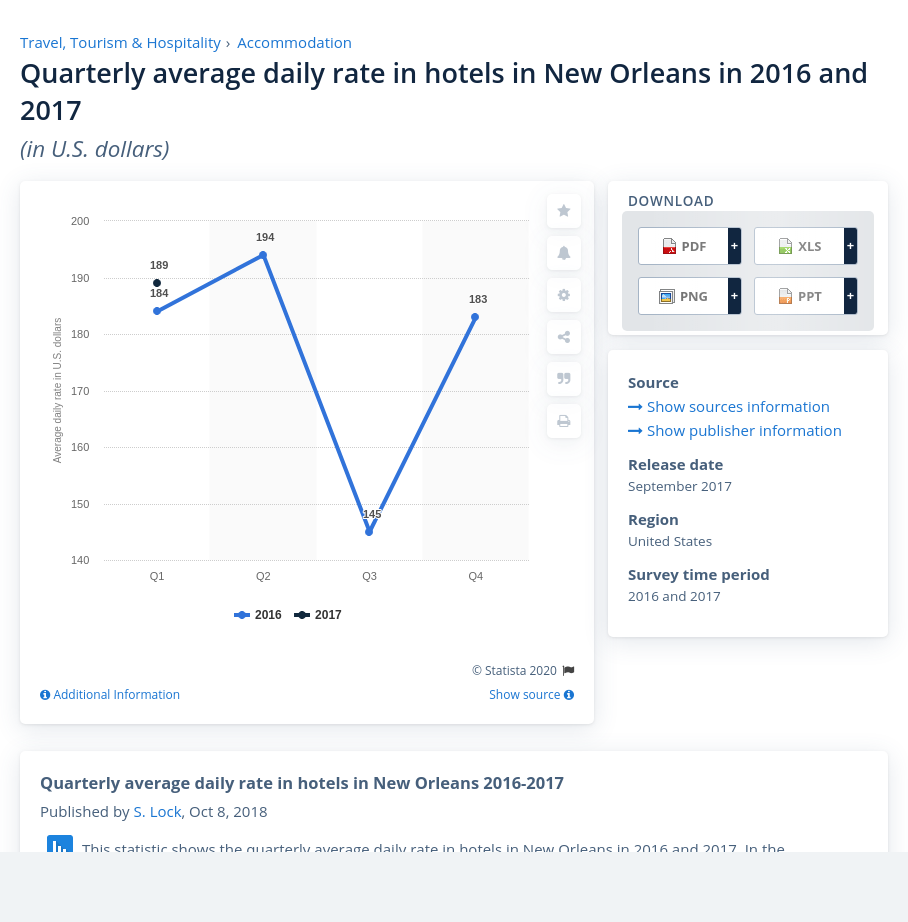 Travel, Tourism & Hospitality › Accommodation
Quarterly average daily rate in hotels in New Orleans in 2016 and
2017
(in U.S. dollars)
200
190
180
170
160
150
140
Average daily rate in U.S. dollars
189
184
194
145
183
Q1 Q2 Q3 Q4
2016 2017
© Statista 2020
Additional Information
Show source
DOWNLOAD
PDF + XLS +
PNG + PPT +
Source
Show sources information
Show publisher information
Release date
September 2017
Region
United States
Survey time period
2016 and 2017
Quarterly average daily rate in hotels in New Orleans 2016-2017
Published by S. Lock, Oct 8, 2018
This statistic shows the quarterly average daily rate in hotels in New Orleans in 2016 and 2017. In the